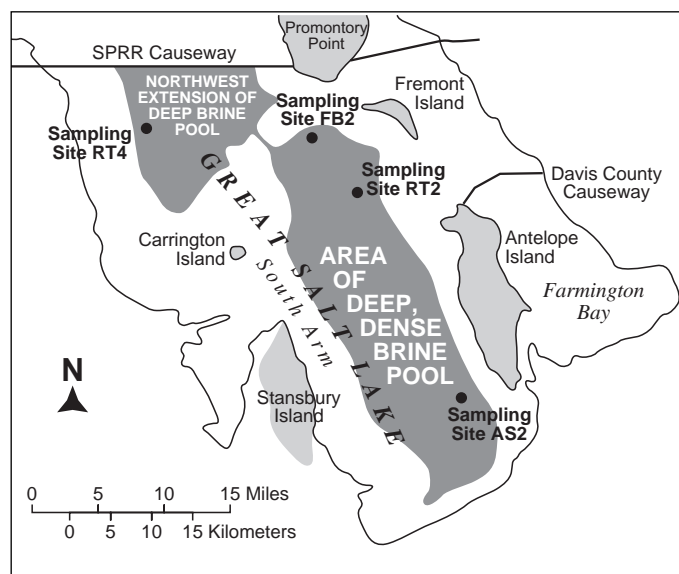 Promontory
Point
SPRR Causeway
NORTHWEST
EXTENSION OF
DEEP BRINE
POOL
Fremont
Island
Sampling
Site FB2
Sampling
Site RT4
Sampling
Site RT2
Davis County
Causeway
GREAT SALT LAKE
South Arm
Carrington
Island
Antelope
Island
Farmington
Bay
AREA
OF
DEEP,
DENSE
BRINE
POOL
N
Stansbury
Island
Sampling
Site AS2
0 5 10 15 Miles
0 5 10 15 Kilometers